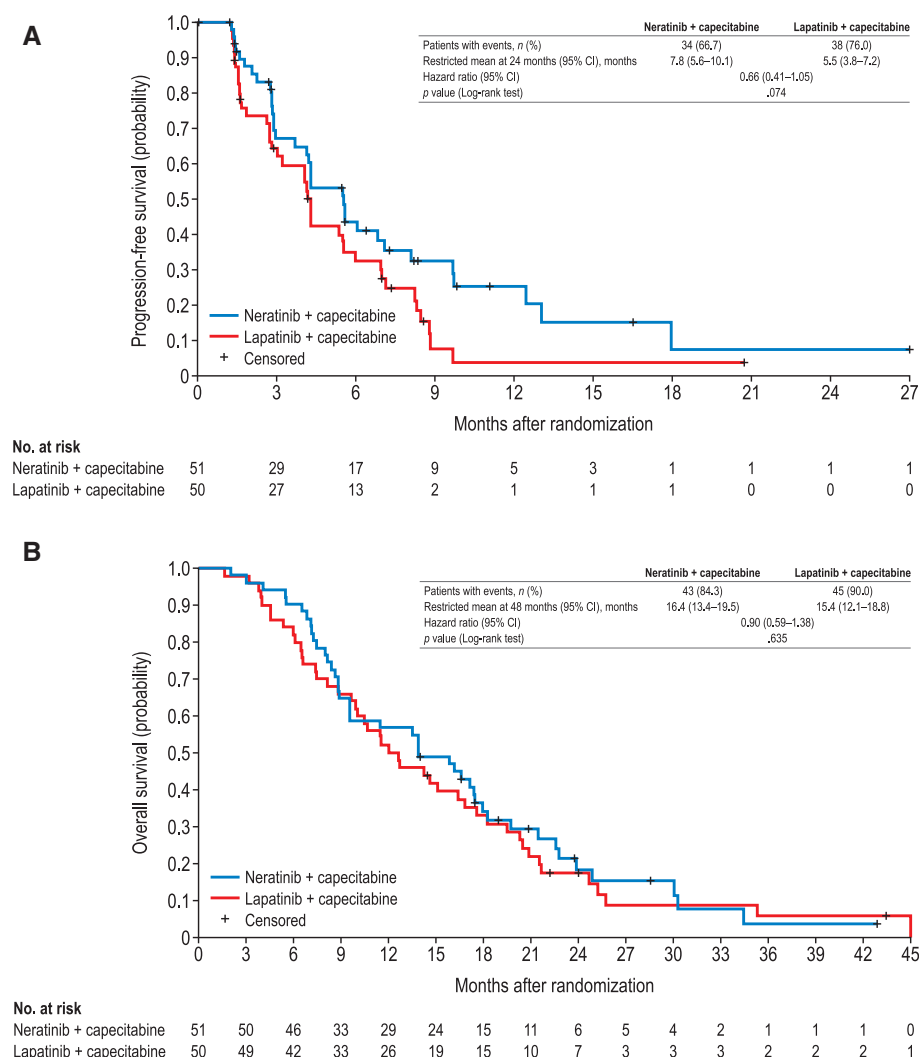 A
Neratinib + capecitabine Lapatinib + capecitabine
Patients with events, n (%) 34 (66.7) 38 (76.0)
Restricted mean at 24 months (95% CI), months 7.8 (5.6–10.1) 5.5 (3.8–7.2)
Hazard ratio (95% CI) 0.66 (0.41–1.05)
p value (Log-rank test) .074
Progression-free survival (probability)
1.0
0.9
0.8
0.7
0.6
0.5
0.4
0.3
0.2
0.1
0
Neratinib + capecitabine
Lapatinib + capecitabine
+ Censored
0 3 6 9 12 15 18 21 24 27
Months after randomization
No. at risk
Neratinib + capecitabine 51 29 17 9 5 3 1 1 1 1
Lapatinib + capecitabine 50 27 13 2 1 1 1 0 0 0
B
Neratinib + capecitabine Lapatinib + capecitabine
Patients with events, n (%) 43 (84.3) 45 (90.0)
Restricted mean at 48 months (95% CI), months 16.4 (13.4–19.5) 15.4 (12.1–18.8)
Hazard ratio (95% CI) 0.90 (0.59–1.38)
p value (Log-rank test) .635
Overall survival (probability)
1.0
0.9
0.8
0.7
0.6
0.5
0.4
0.3
0.2
0.1
0
Neratinib + capecitabine
Lapatinib + capecitabine
+ Censored
0 3 6 9 12 15 18 21 24 27 30 33 36 39 42 45
Months after randomization
No. at risk
Neratinib + capecitabine 51 50 46 33 29 24 15 11 6 5 4 2 1 1 1 0
Lapatinib + capecitabine 50 49 42 33 26 19 15 10 7 3 3 3 2 2 2 1